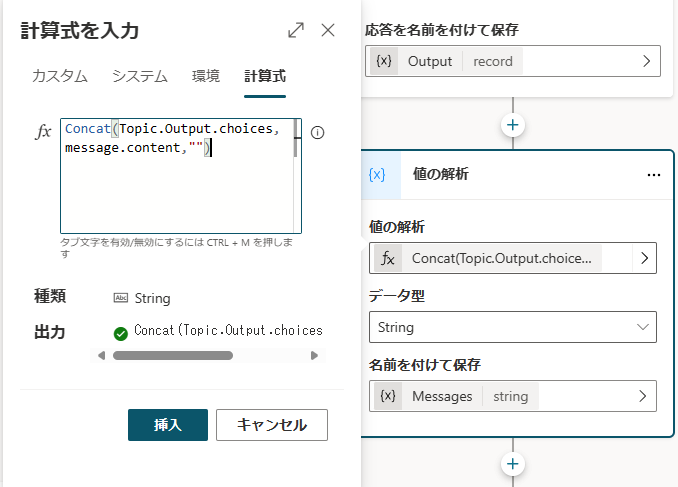 計算式を入力
カスタム システム 環境 計算式
fx
Concat(Topic.Output.choices,
message.content,"")
タブ文字を有効/無効にするには CTRL + M を押しま
す
種類 Abc String
出力 Concat(Topic.Output.choices
挿入 キャンセル
応答を名前を付けて保存
{x} Output record
{x} 値の解析 ...
値の解析
fx Concat(Topic.Output.choice...
データ型
String
名前を付けて保存
{x} Messages string